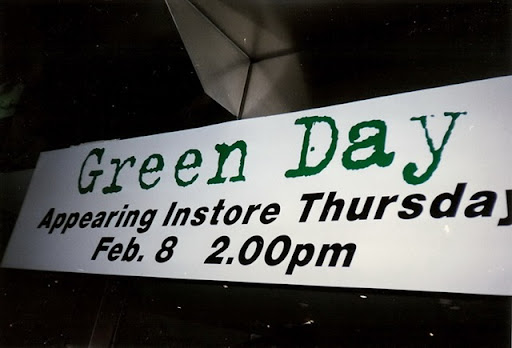 Green Day
Appearing Instore Thursday
Feb. 8 2.00pm